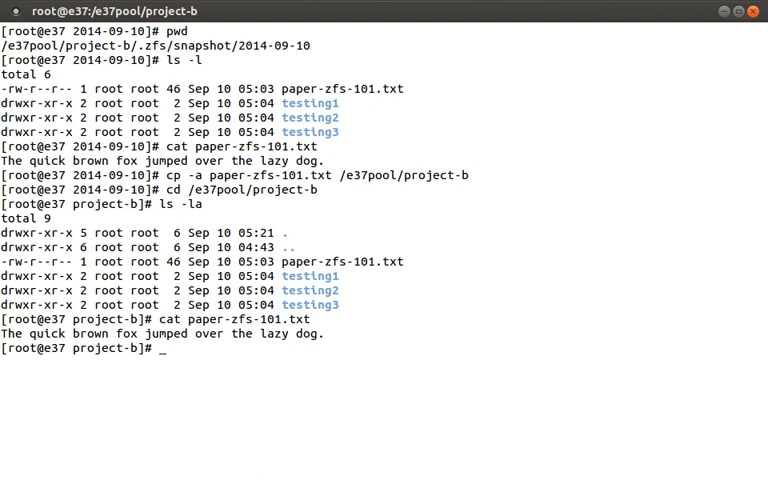 root@e37:/e37pool/project-b
[root@e37 2014-09-10]# pwd
/e37pool/project-b/.zfs/snapshot/2014-09-10
[root@e37 2014-09-10]# ls -l
total 6
-rw-r--r-- 1 root root 46 Sep 10 05:03 paper-zfs-101.txt
drwxr-xr-x 2 root root  2 Sep 10 05:04 testing1
drwxr-xr-x 2 root root  2 Sep 10 05:04 testing2
drwxr-xr-x 2 root root  2 Sep 10 05:04 testing3
[root@e37 2014-09-10]# cat paper-zfs-101.txt
The quick brown fox jumped over the lazy dog.
[root@e37 2014-09-10]# cp -a paper-zfs-101.txt /e37pool/project-b
[root@e37 2014-09-10]# cd /e37pool/project-b
[root@e37 project-b]# ls -la
total 9
drwxr-xr-x 5 root root  6 Sep 10 05:21 .
drwxr-xr-x 6 root root  6 Sep 10 04:43 ..
-rw-r--r-- 1 root root 46 Sep 10 05:03 paper-zfs-101.txt
drwxr-xr-x 2 root root  2 Sep 10 05:04 testing1
drwxr-xr-x 2 root root  2 Sep 10 05:04 testing2
drwxr-xr-x 2 root root  2 Sep 10 05:04 testing3
[root@e37 project-b]# cat paper-zfs-101.txt
The quick brown fox jumped over the lazy dog.
[root@e37 project-b]# _